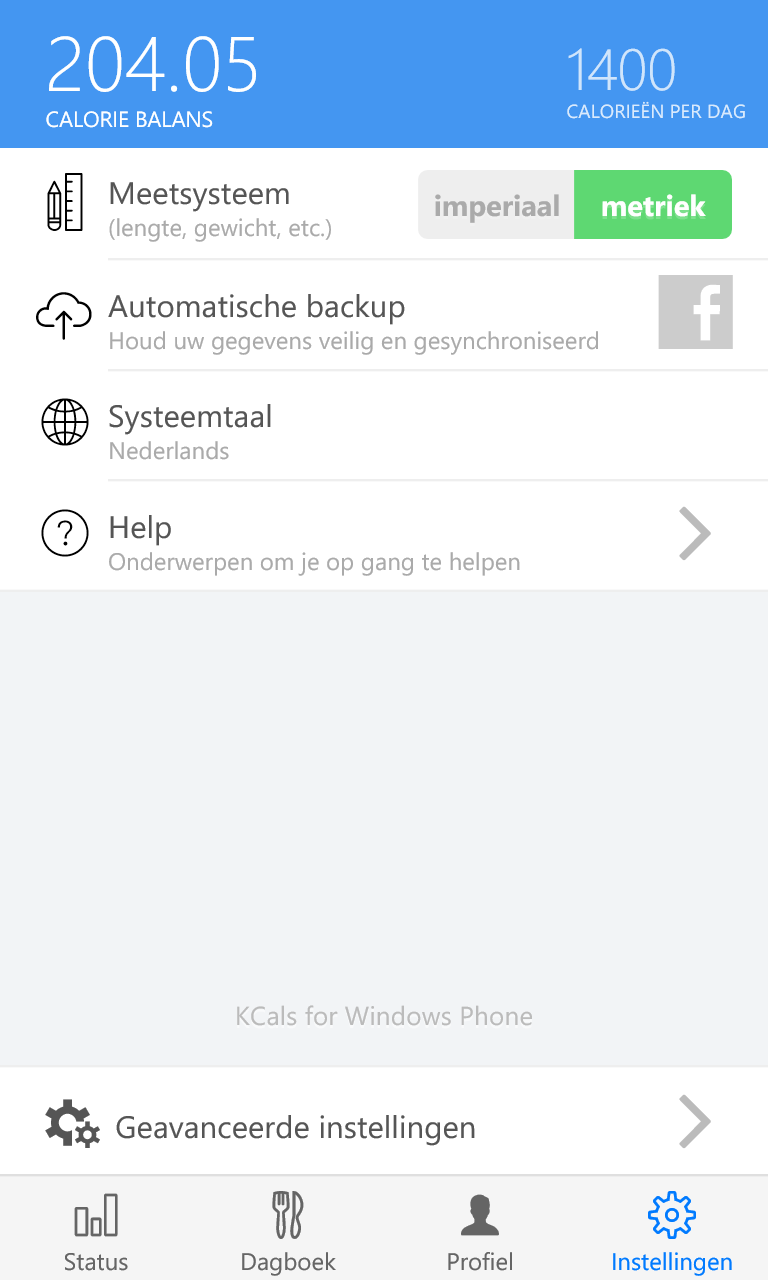 204.05
CALORIE BALANS
1400
CALORIEËN PER DAG
Meetsysteem
(lengte, gewicht, etc.)
imperiaal
metriek
Automatische backup
Houd uw gegevens veilig en gesynchroniseerd
f
Systeemtaal
Nederlands
?
Help
Onderwerpen om je op gang te helpen
KCals for Windows Phone
Geavanceerde instellingen
Status
Dagboek
Profiel
Instellingen